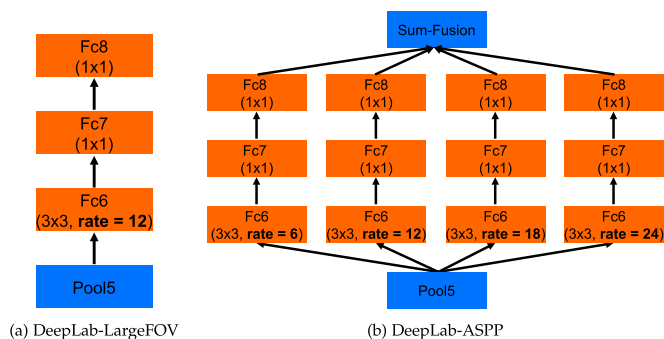 Fc8
(1x1)
Fc7
(1x1)
Fc6
(3x3, rate = 12)
Pool5
(a) DeepLab-LargeFOV
Sum-Fusion
Fc8
(1x1)
Fc8
(1x1)
Fc8
(1x1)
Fc8
(1x1)
Fc7
(1x1)
Fc7
(1x1)
Fc7
(1x1)
Fc7
(1x1)
Fc6
(3x3, rate = 6)
Fc6
(3x3, rate = 12)
Fc6
(3x3, rate = 18)
Fc6
(3x3, rate = 24)
Pool5
(b) DeepLab-ASPP